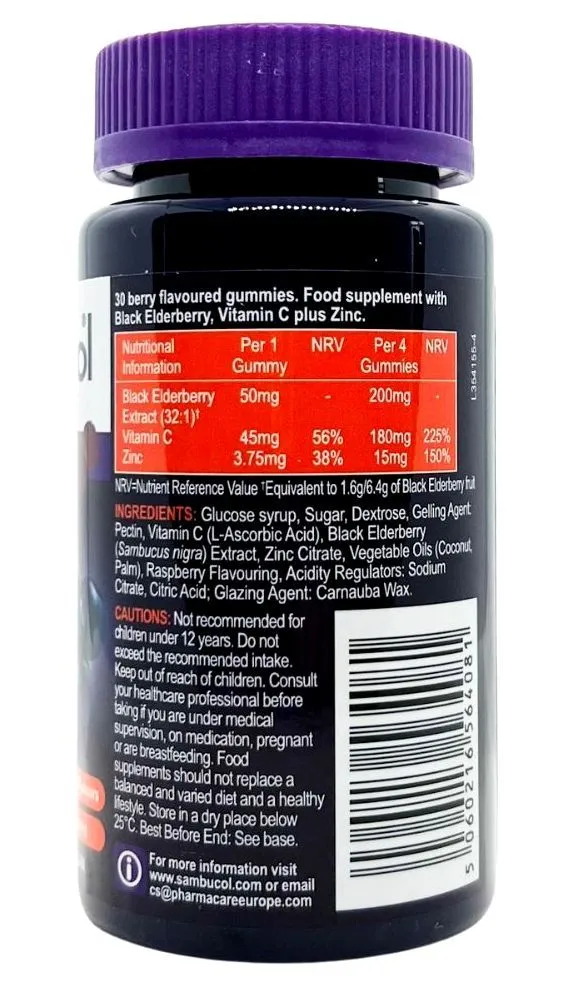 30 berry flavoured gummies. Food supplement with
Black Elderberry, Vitamin C plus Zinc.
Nutritional Information Per 1 Gummy NRV Per 4 Gummies NRV
Black Elderberry Extract (32:1)† 50mg - 200mg -
Vitamin C 45mg 56% 180mg 225%
Zinc 3.75mg 38% 15mg 150%
NRV=Nutrient Reference Value †Equivalent to 1.6g/6.4g of Black Elderberry fruit
INGREDIENTS: Glucose syrup, Sugar, Dextrose, Gelling Agent:
Pectin, Vitamin C (L-Ascorbic Acid), Black Elderberry
(Sambucus nigra) Extract, Zinc Citrate, Vegetable Oils (Coconut,
Palm), Raspberry Flavouring, Acidity Regulators: Sodium
Citrate, Citric Acid; Glazing Agent: Carnauba Wax.
CAUTIONS: Not recommended for
children under 12 years. Do not
exceed the recommended intake.
Keep out of reach of children. Consult
your healthcare professional before
taking if you are under medical
supervision, on medication, pregnant
or are breastfeeding. Food
supplements should not replace a
balanced and varied diet and a healthy
lifestyle. Store in a dry place below
25°C. Best Before End: See base.
i
For more information visit
www.sambucol.com or email
cs@pharmacareeurope.com
L354155-4
5 060216 564081